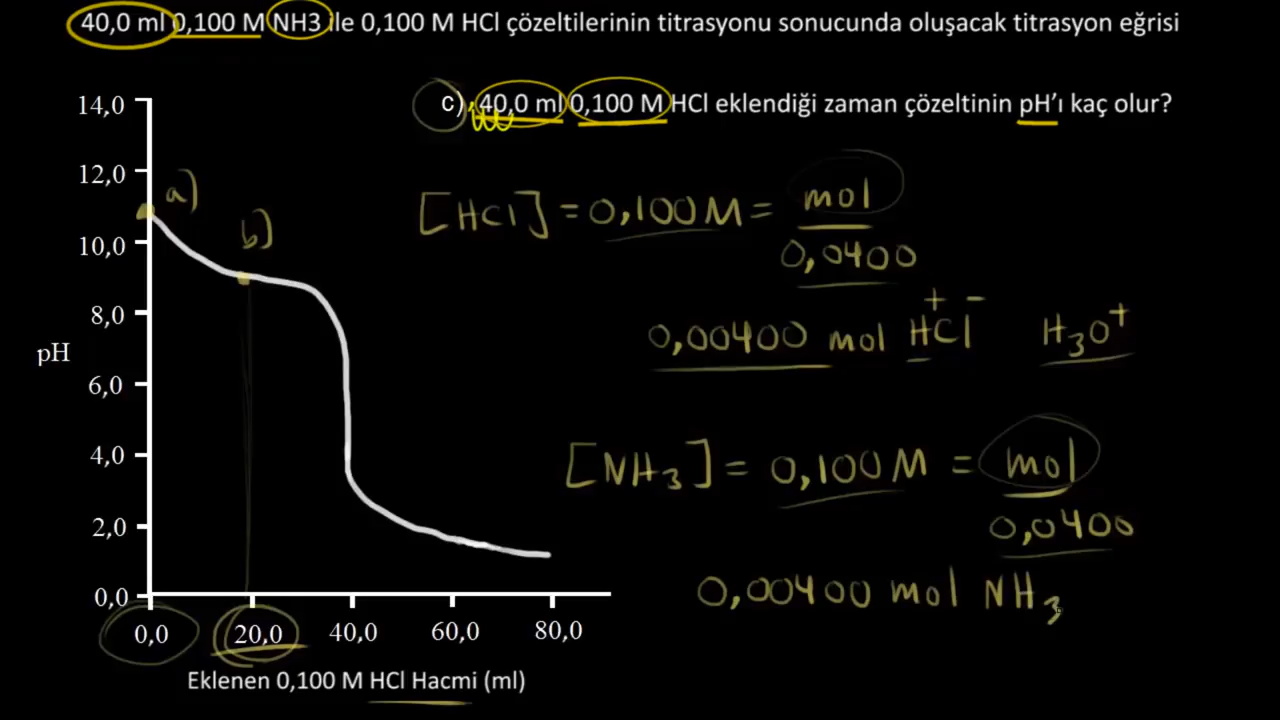 40,0 ml 0,100 M NH3 ile 0,100 M HCl çözeltilerinin titrasyonu sonucunda oluşacak titrasyon eğrisi
c) 40,0 ml 0,100 M HCl eklendiği zaman çözeltinin pH'ı kaç olur?
14,0
12,0
10,0
8,0
6,0
4,0
2,0
0,0
pH
a)
b)
0,0 20,0 40,0 60,0 80,0
Eklenen 0,100 M HCl Hacmi (ml)
[HCl] = 0,100 M = mol
0,0400
0,00400 mol H+Cl- H3O+
[NH3] = 0,100 M = mol
0,0400
0,00400 mol NH3